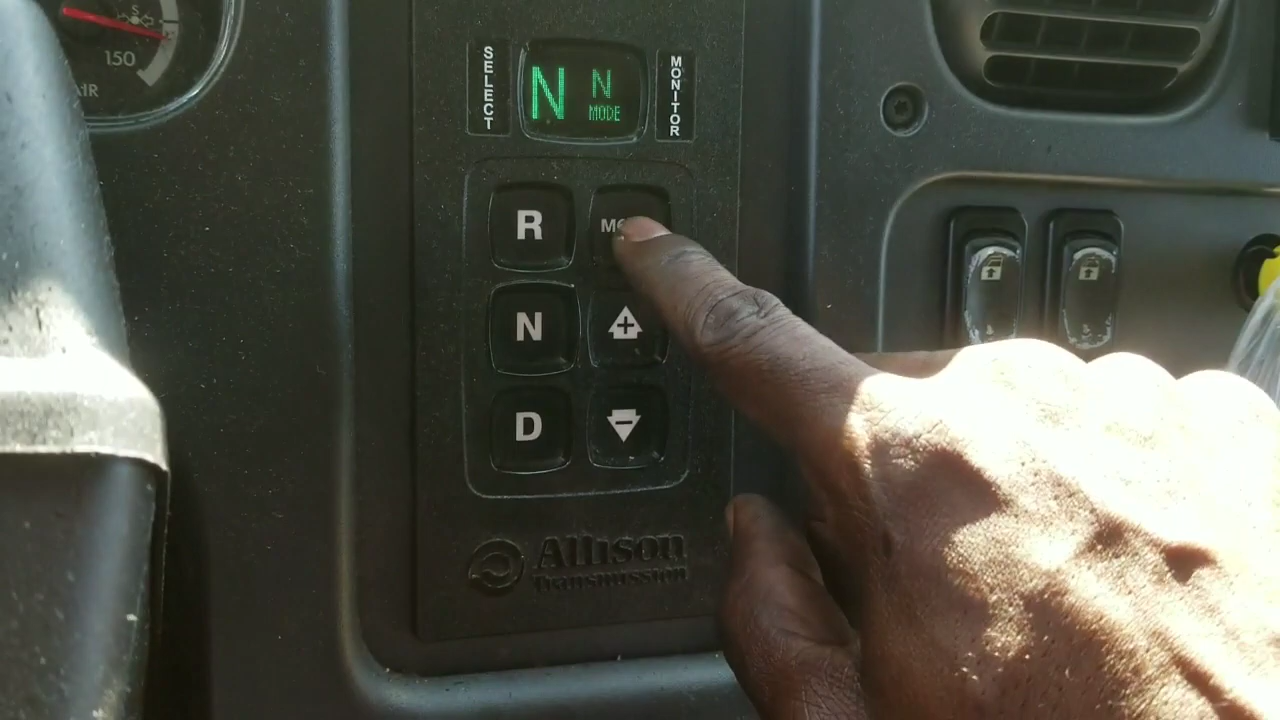 S
150
AIR
SELECT
N N
MODE
MONITOR
R
N
+
D
-
Allison
Transmission